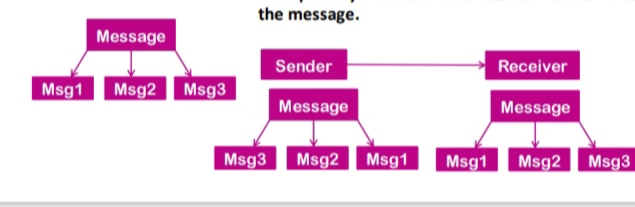 the message.
Message
Msg1 Msg2 Msg3
Sender Receiver
Message Message
Msg3 Msg2 Msg1 Msg1 Msg2 Msg3